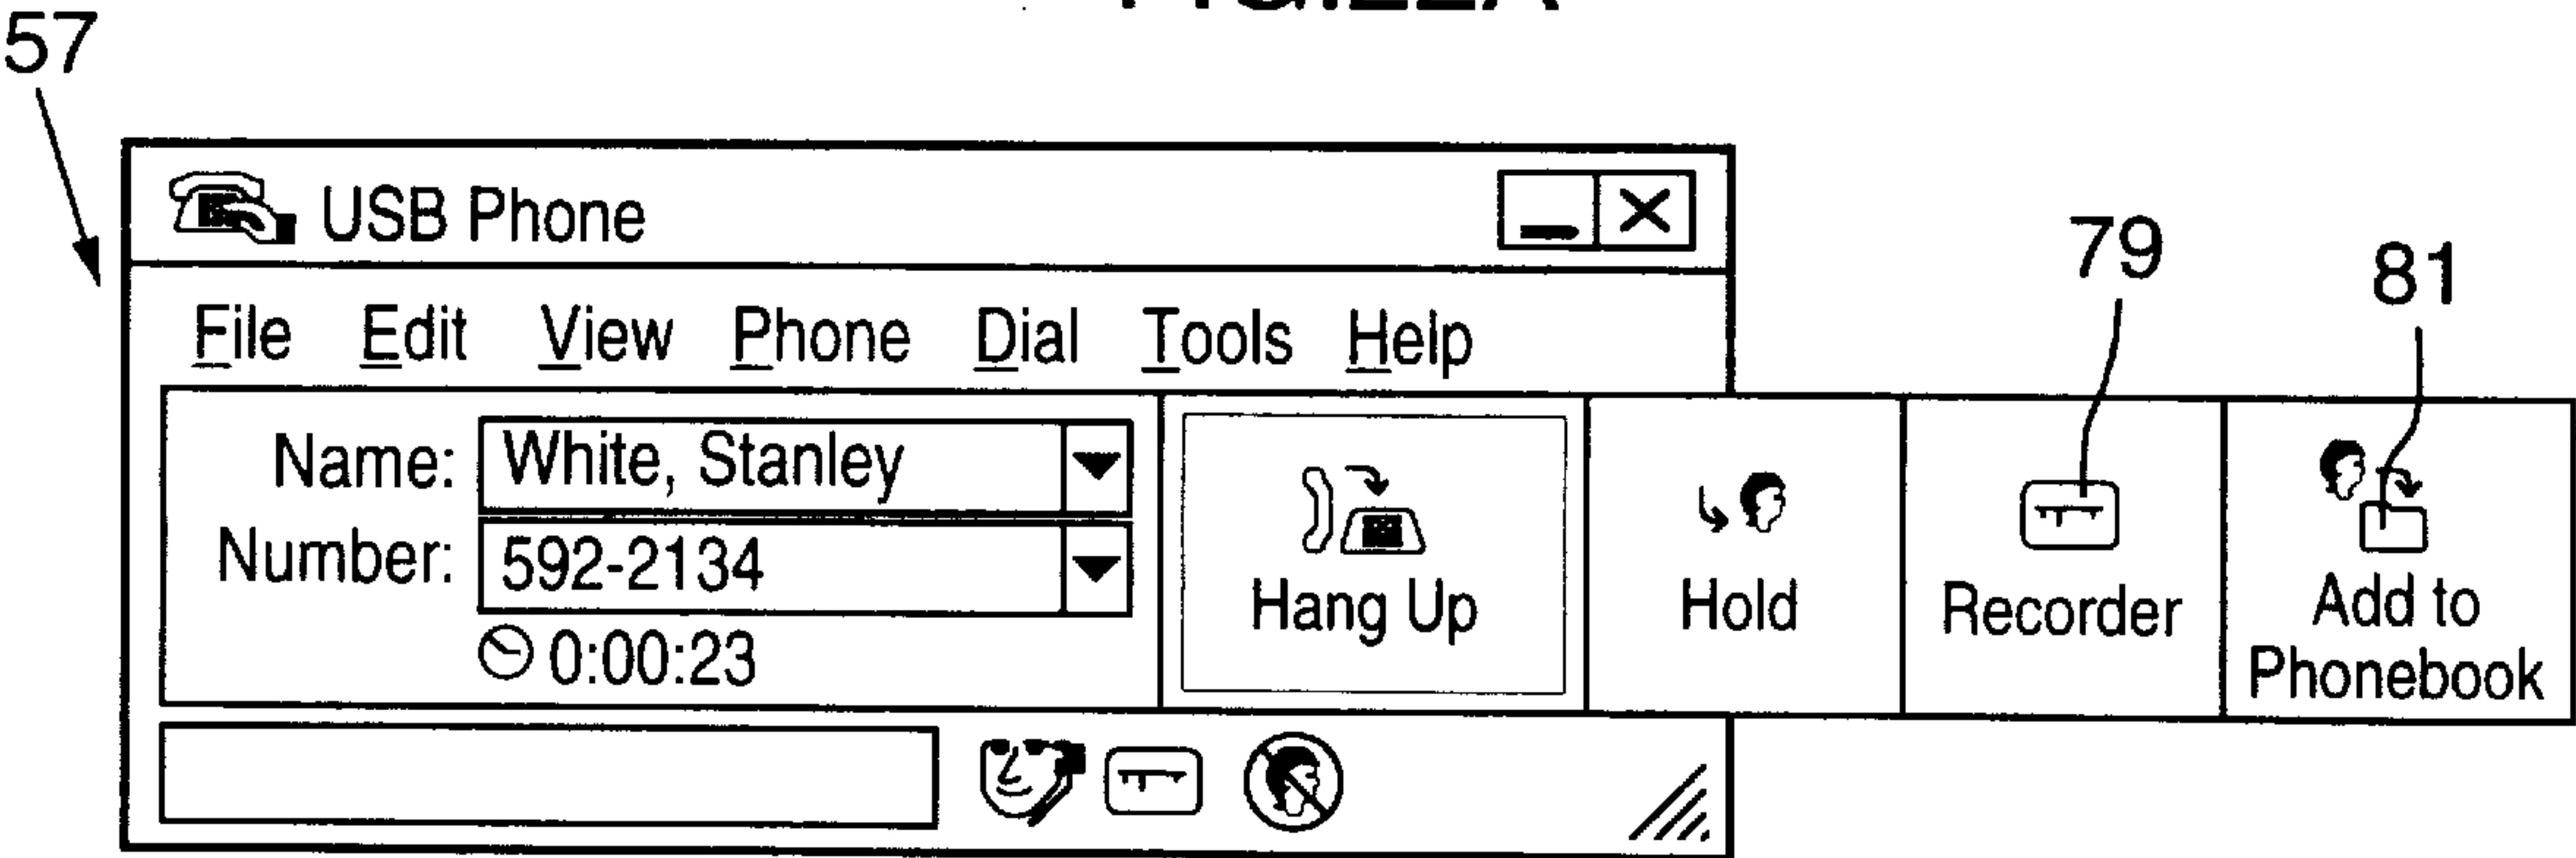 57
USB Phone
79
81
File Edit View Phone Dial Tools Help
Name: White, Stanley
Number: 592-2134
0:00:23
Hang Up
Hold
Recorder
Add to
Phonebook